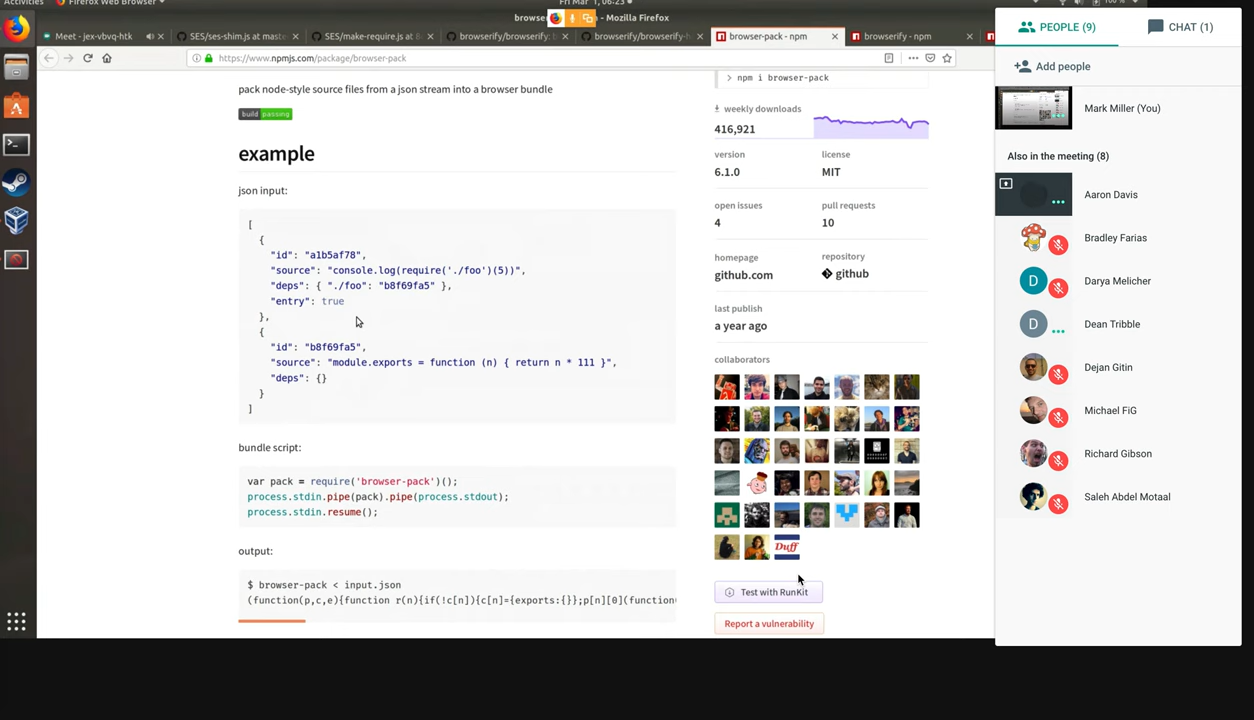 Activities
Firefox Web Browser ▾
Fri Mar 1, 06:23
100 %
browse
- Mozilla Firefox
Meet - jex-vbvq-htk
SES/ses-shim.js at maste
SES/make-require.js at
browserify/browserify: b
browserify/browserify-h
browser-pack - npm
browserify - npm
https://www.npmjs.com/package/browser-pack
pack node-style source files from a json stream into a browser bundle
build passing
example
json input:
[
{
"id": "a1b5af78",
"source": "console.log(require('./foo')(5))",
"deps": { "./foo": "b8f69fa5" },
"entry": true
},
{
"id": "b8f69fa5",
"source": "module.exports = function (n) { return n * 111 }",
"deps": {}
}
]
bundle script:
var pack = require('browser-pack')();
process.stdin.pipe(pack).pipe(process.stdout);
process.stdin.resume();
output:
$ browser-pack < input.json
(function(p,c,e){function r(n){if(!c[n]){c[n]={exports:{}};p[n][0](function
> npm i browser-pack
weekly downloads
416,921
version
license
6.1.0
MIT
open issues
pull requests
4
10
homepage
repository
github.com
github
last publish
a year ago
collaborators
Duff
Test with RunKit
Report a vulnerability
PEOPLE (9)
CHAT (1)
Add people
Mark Miller (You)
Also in the meeting (8)
Aaron Davis
Bradley Farias
D
Darya Melicher
D
Dean Tribble
Dejan Gitin
Michael FiG
Richard Gibson
Saleh Abdel Motaal